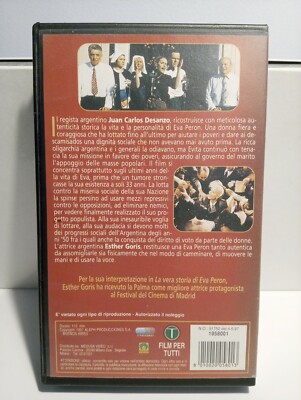 Il regista argentino Juan Carlos Desanzo, ricostruisce con meticolosa au-
tenticità storica la vita e la personalità di Eva Peron. Una donna fiera e
coraggiosa che ha lottato fino all'ultimo per aiutare i poveri e dare ai de-
scamisados una dignità sociale che non avevano mai avuto prima. La ricca
oligarchia argentina e i generali la odiavano, ma Evita continuò con tena-
cia la sua missione in favore dei poveri, assicurando al governo del marito
l'appoggio delle masse popolari. Il film si
concentra soprattutto sugli ultimi anni del-
la vita di Eva, prima che un tumore stron-
casse la sua esistenza a soli 33 anni. La lotta
contro la miseria sociale della sua Nazione
la spinse persino ad usare mezzi repressivi
contro le opposizioni, ad eliminare nemici,
per vedere finalmente realizzato il suo pro-
getto populista. Alla sua inesauribile voglia
di lottare, alla sua audacia si devono molti
progressi sociali dell'Argentina degli an-
ni '50 fra i quali anche la conquista del diritto di voto da parte delle donne.
L'attrice argentina Esther Goris, restituisce una Eva Peron tanto autentica
da assomigliarle sia fisicamente che nel modo di camminare, di muovere le
mani e di usare la voce.
Per la sua interpretazione in La vera storia di Eva Peron,
Esther Goris ha ricevuto la Palma come migliore attrice protagonista
al Festival del Cinema di Madrid
E' vietato ogni tipo di riproduzione - Autorizzato il noleggio
T
FILM PER
TUTTI
1056001